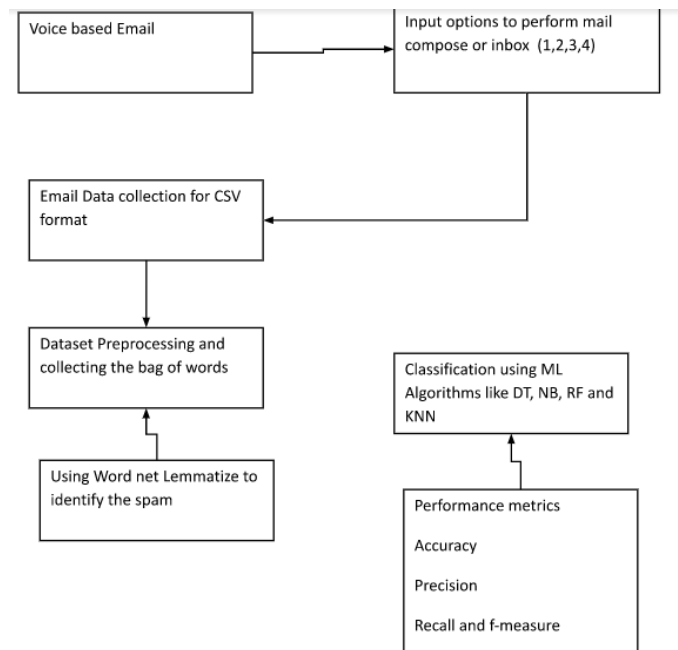 Voice based Email
Input options to perform mail
compose or inbox (1,2,3,4)
Email Data collection for CSV
format
Dataset Preprocessing and
collecting the bag of words
Classification using ML
Algorithms like DT, NB, RF and
KNN
Using Word net Lemmatize to
identify the spam
Performance metrics
Accuracy
Precision
Recall and f-measure